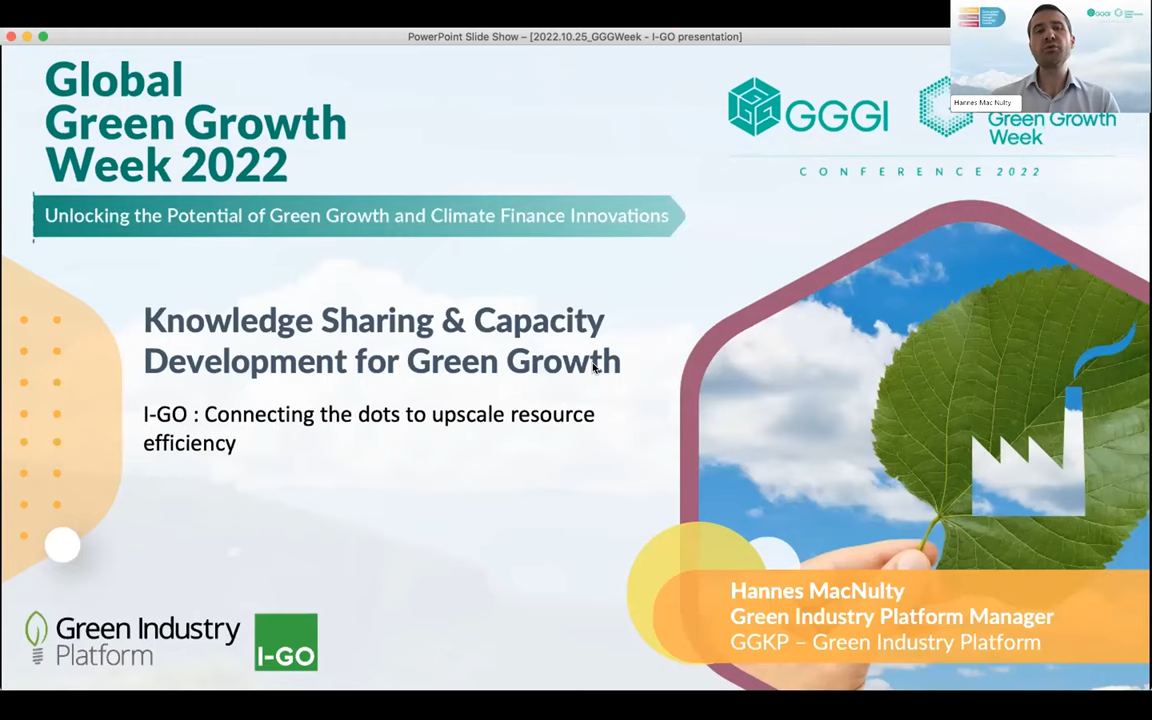 PowerPoint Slide Show – [2022.10.25_GGGWeek - I-GO presentation]
Hannes Mac Nulty
Global
Green Growth
Week 2022
GGGI
Green Growth
Week
CONFERENCE 2022
Unlocking the Potential of Green Growth and Climate Finance Innovations
Knowledge Sharing & Capacity
Development for Green Growth
I-GO : Connecting the dots to upscale resource
efficiency
Hannes MacNulty
Green Industry Platform Manager
GGKP – Green Industry Platform
Green Industry
Platform
I-GO